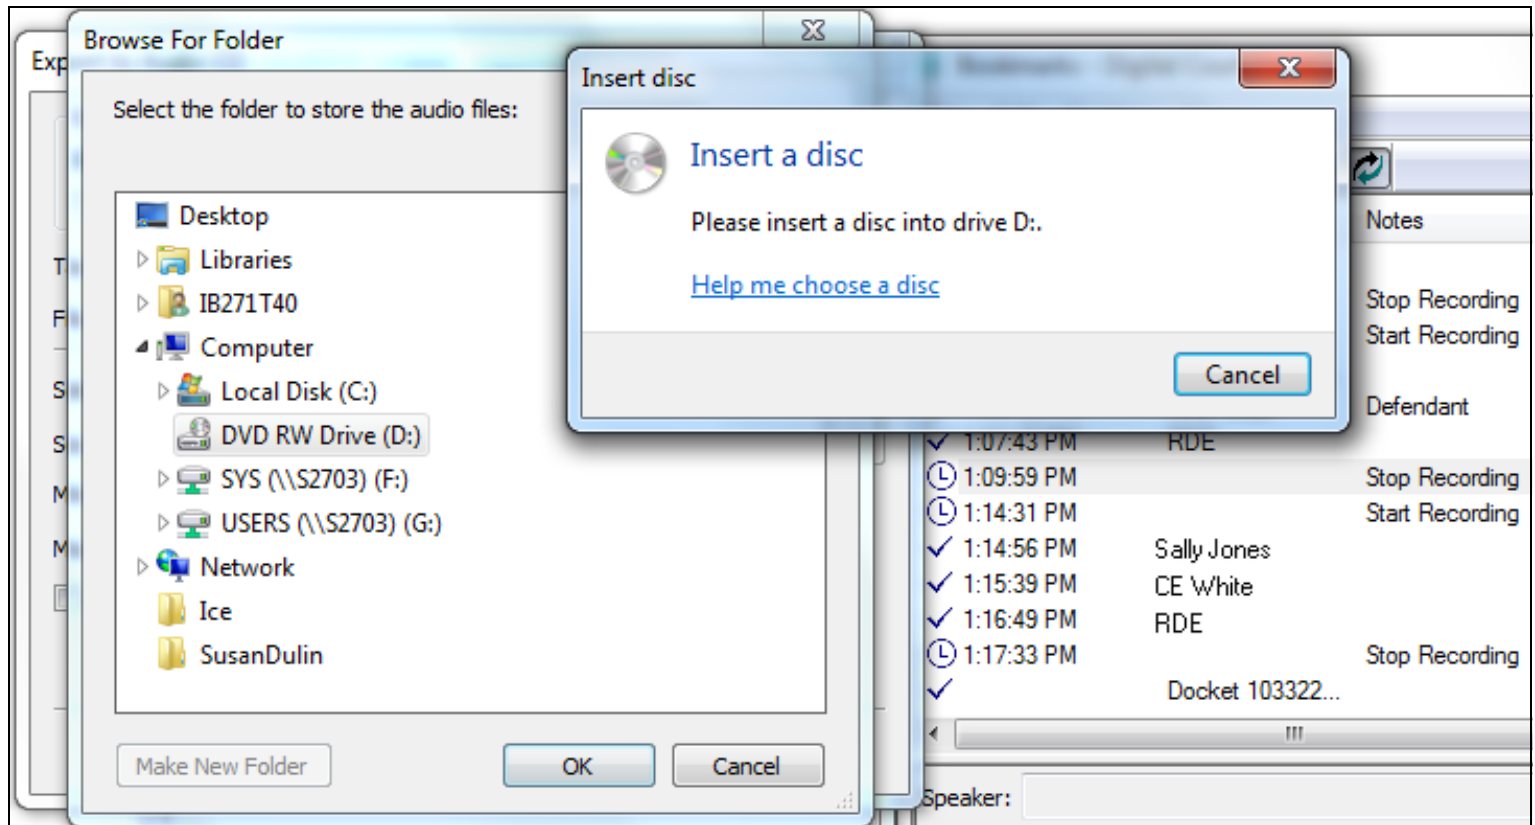 Browse For Folder
Exp
Select the folder to store the audio files:
Desktop
Libraries
IB271T40
Computer
Local Disk (C:)
DVD RW Drive (D:)
SYS (\\S2703) (F:)
USERS (\\S2703) (G:)
Network
Ice
SusanDulin
Make New Folder
OK
Cancel
Insert disc
Insert a disc
Please insert a disc into drive D:.
Help me choose a disc
Cancel
Notes
Stop Recording
Start Recording
Defendant
1:07:43 PM RDE
1:09:59 PM Stop Recording
1:14:31 PM Start Recording
1:14:56 PM Sally Jones
1:15:39 PM CE White
1:16:49 PM RDE
1:17:33 PM Stop Recording
Docket 103322...
Speaker: